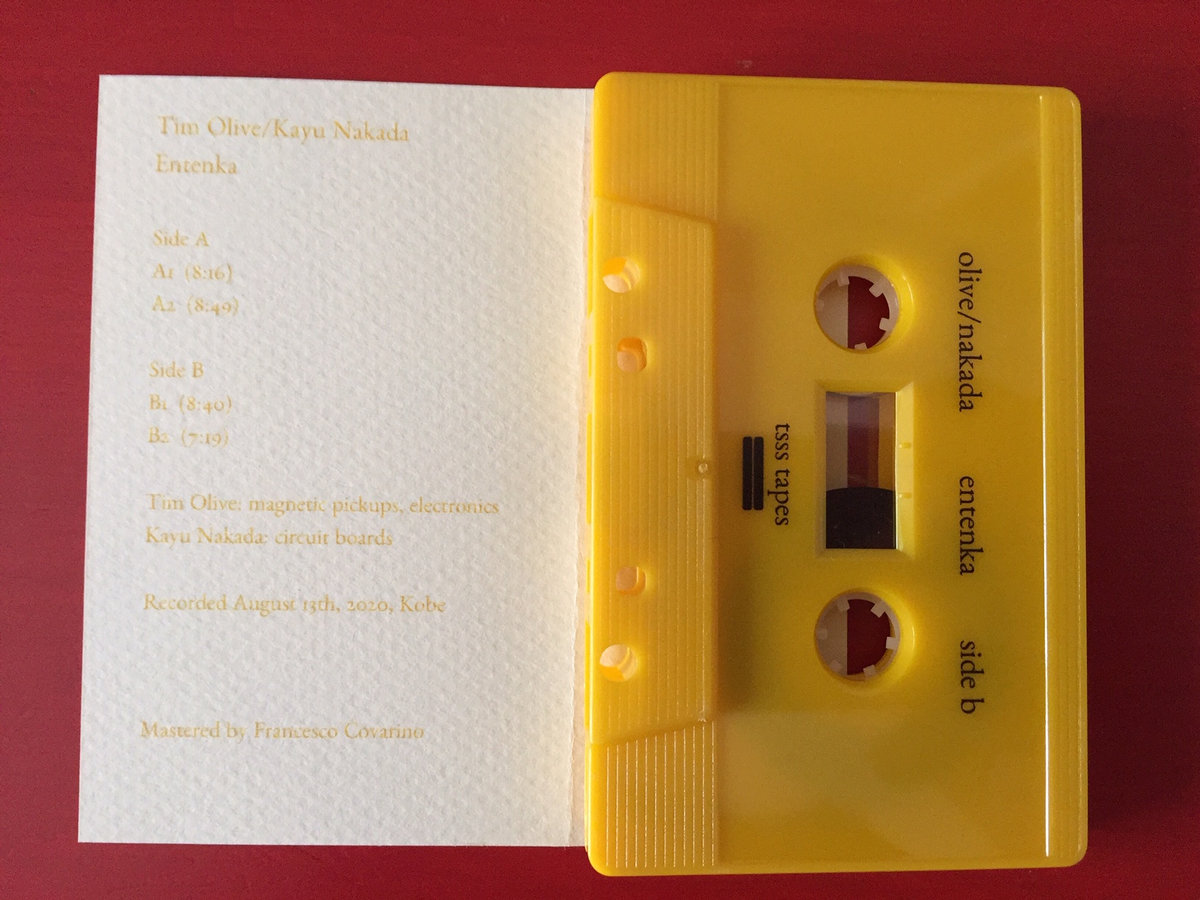 Tim Olive/Kayu Nakada
Entenka
Side A
A1 (8:16)
A2 (8:49)
Side B
B1 (8:40)
B2 (7:19)
Tim Olive: magnetic pickups, electronics
Kayu Nakada: circuit boards
Recorded August 13th, 2020, Kobe
Mastered by Francesco Covarino
olive/nakada entenka side b
tsss tapes